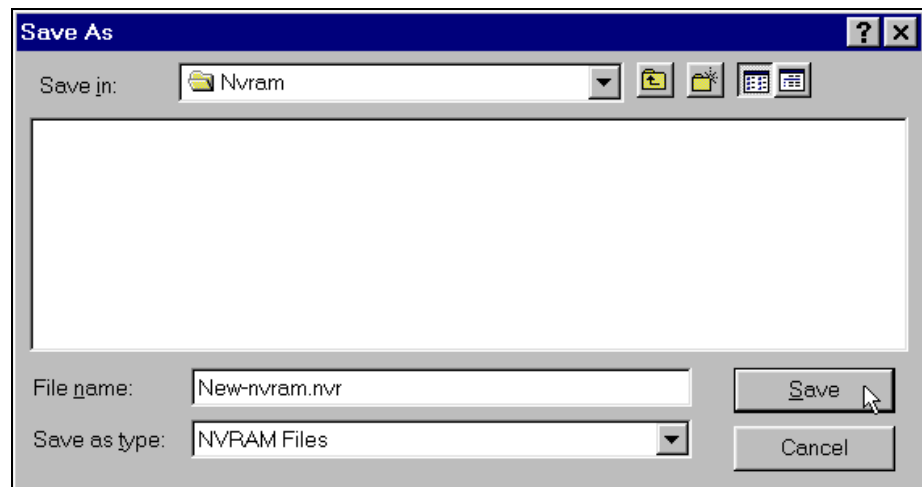 Save As
Save in: Nvram
File name: New-nvram.nvr
Save
Save as type: NVRAM Files
Cancel